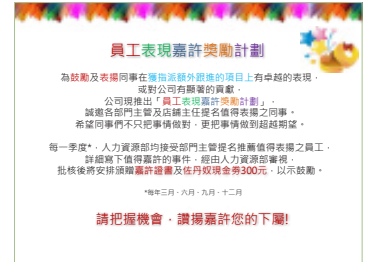 員工表現嘉許獎勵計劃
為鼓勵及表揚同事在獲指派額外跟進的項目上有卓越的表現，
或對公司有顯著的貢獻，
公司現推出「員工表現嘉許獎勵計劃」，
誠邀各部門主管及店舖主任提名值得表揚之同事。
希望同事們不只把事情做對，更把事情做到超越期望。
每一季度*，人力資源部均接受部門主管提名推薦值得表揚之員工，
詳細寫下值得嘉許的事件，經由人力資源部審視，
批核後將安排頒贈嘉許證書及佐丹奴現金劵300元，以示鼓勵。
*每年三月、六月、九月、十二月
請把握機會，讚揚嘉許您的下屬!